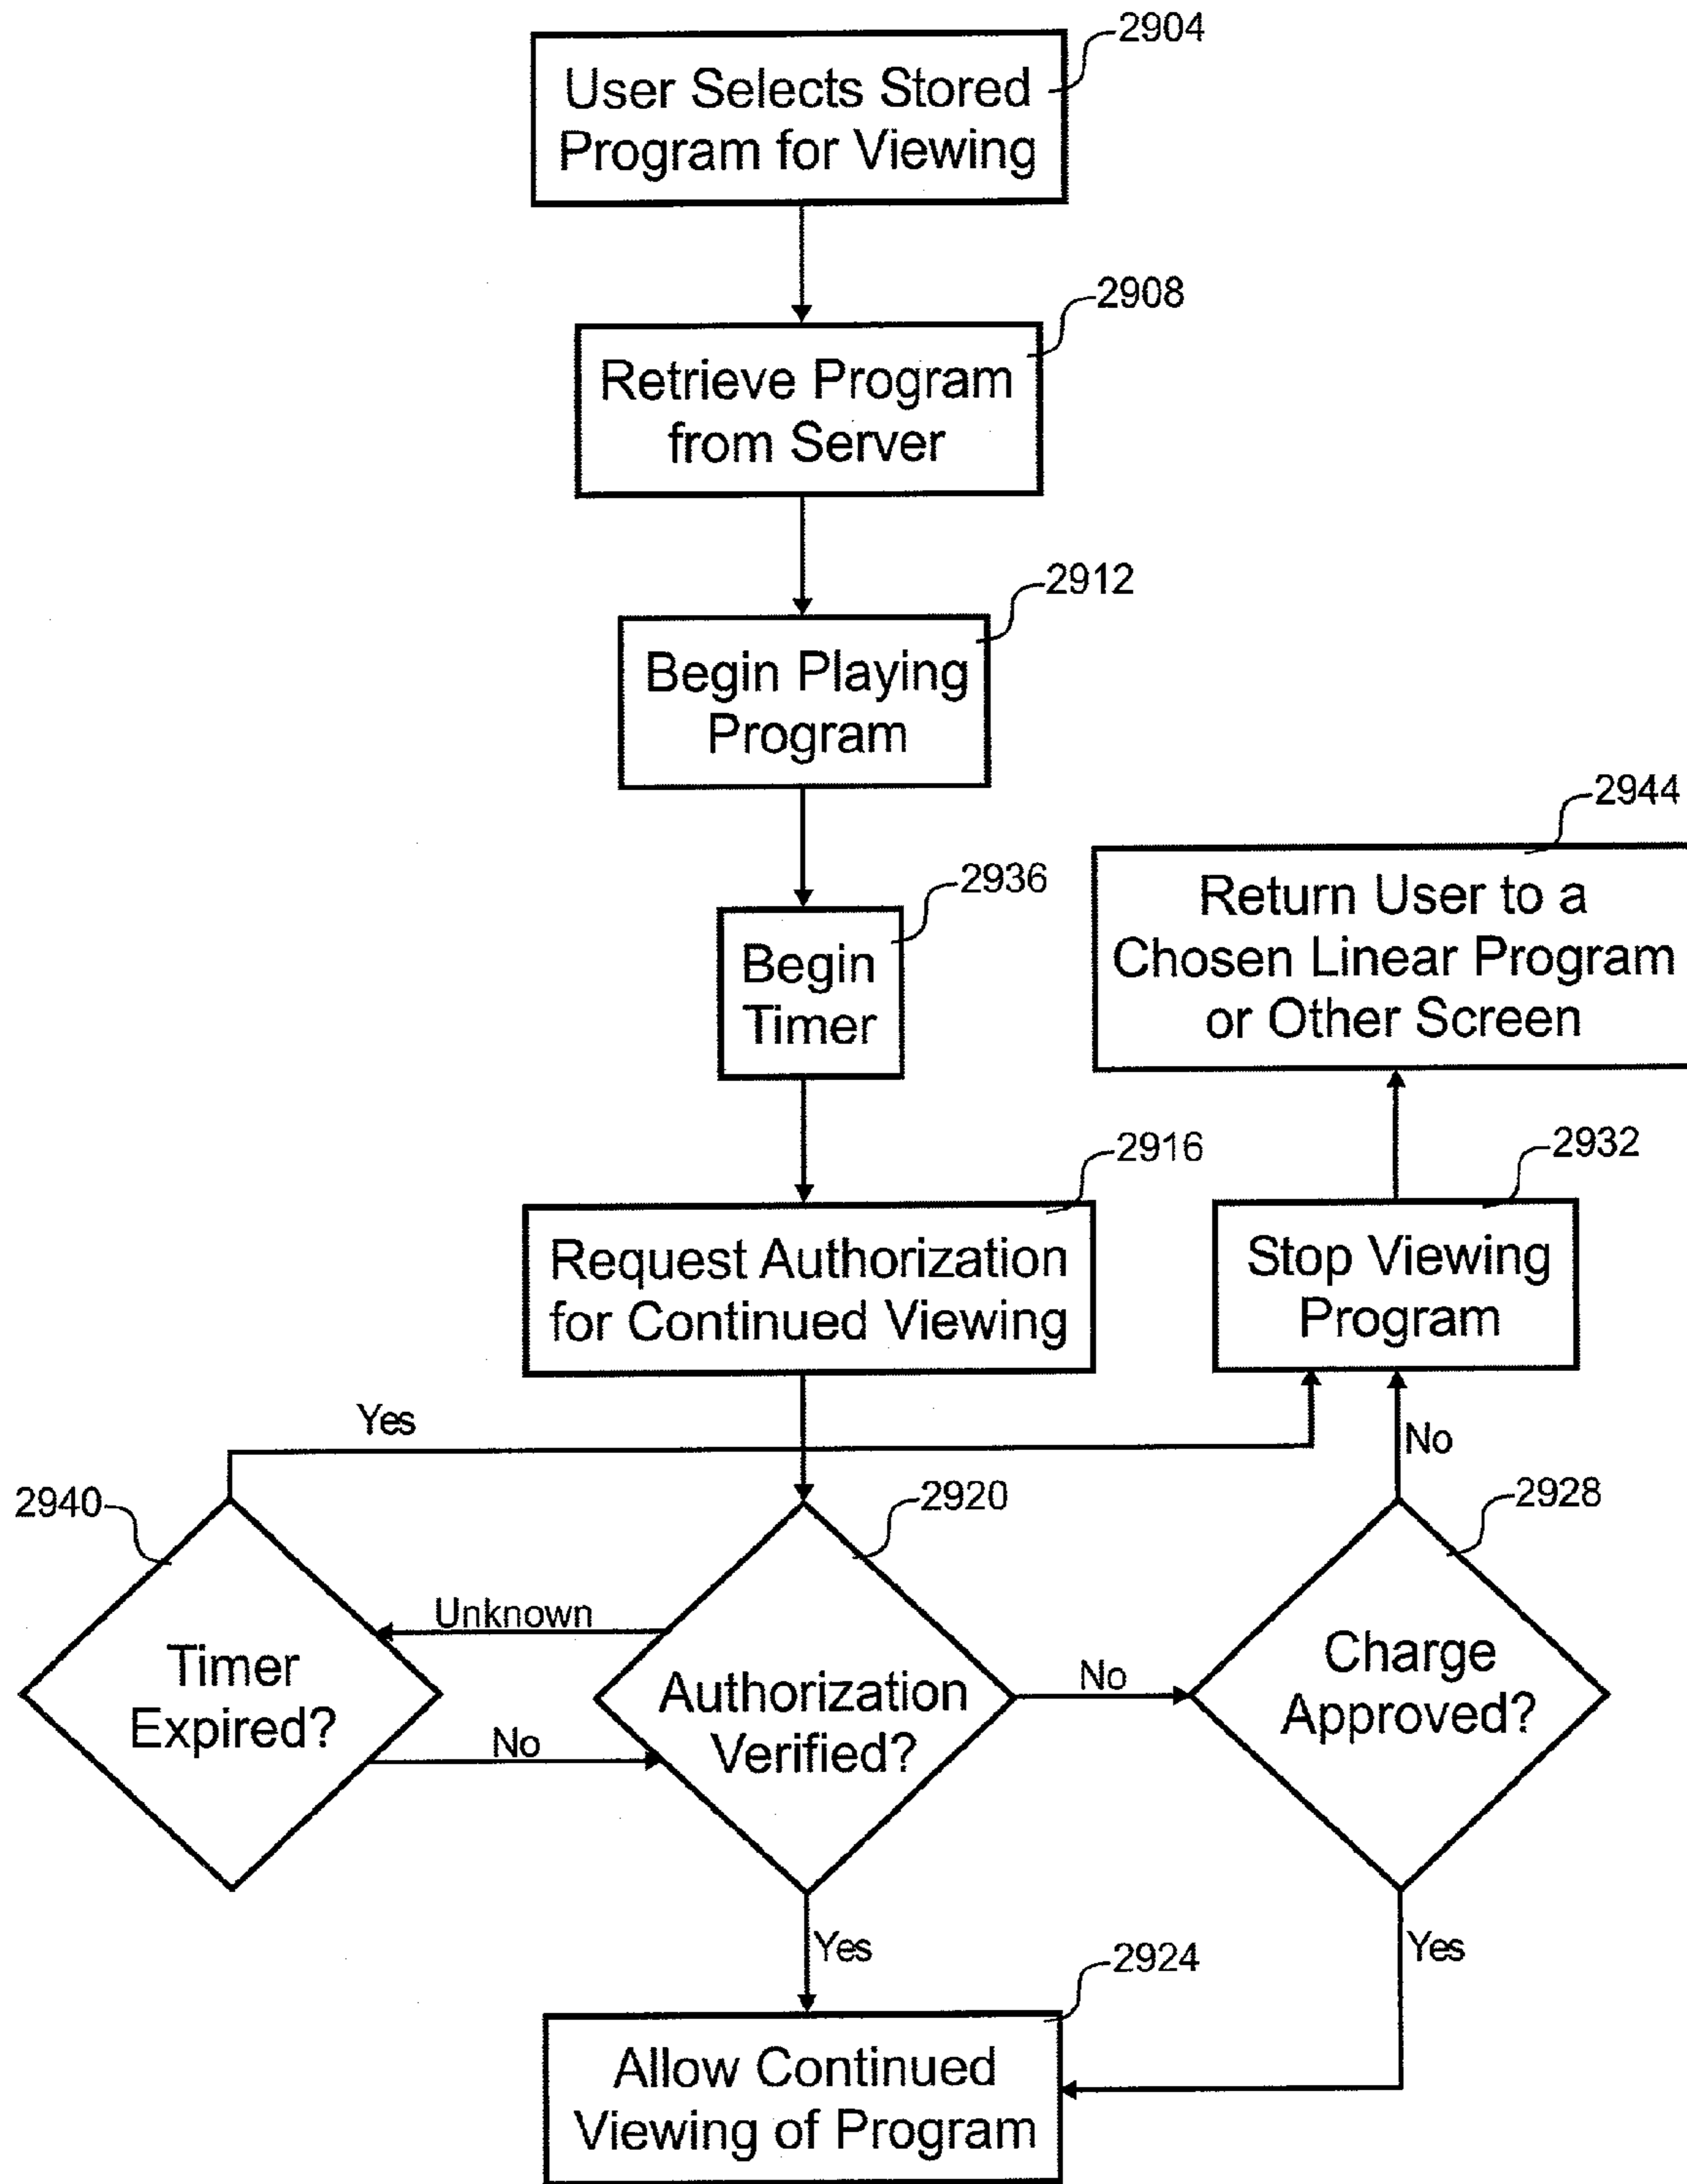 2904
User Selects Stored
Program for Viewing
2908
Retrieve Program
from Server
2912
Begin Playing
Program
2944
Return User to a
Chosen Linear Program
or Other Screen
2936
Begin
Timer
2916
Request Authorization
for Continued Viewing
2932
Stop Viewing
Program
Yes
No
2940
2920
2928
Unknown
Timer
Expired?
No
Authorization
Verified?
No
Charge
Approved?
Yes
Yes
2924
Allow Continued
Viewing of Program